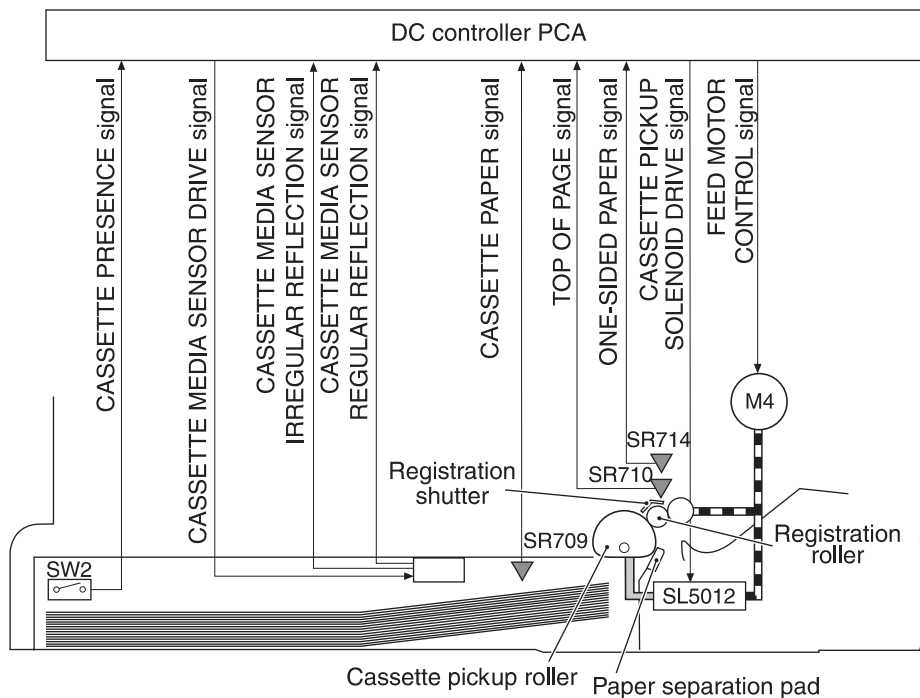 DC controller PCA
CASSETTE PRESENCE signal
CASSETTE MEDIA SENSOR DRIVE signal
CASSETTE MEDIA SENSOR
IRREGULAR REFLECTION signal
CASSETTE MEDIA SENSOR
REGULAR REFLECTION signal
CASSETTE PAPER signal
TOP OF PAGE signal
ONE-SIDED PAPER signal
CASSETTE PICKUP
SOLENOID DRIVE signal
FEED MOTOR
CONTROL signal
M4
SR714
SR710
Registration
shutter
SR709
Registration
roller
SW2
SL5012
Cassette pickup roller
Paper separation pad